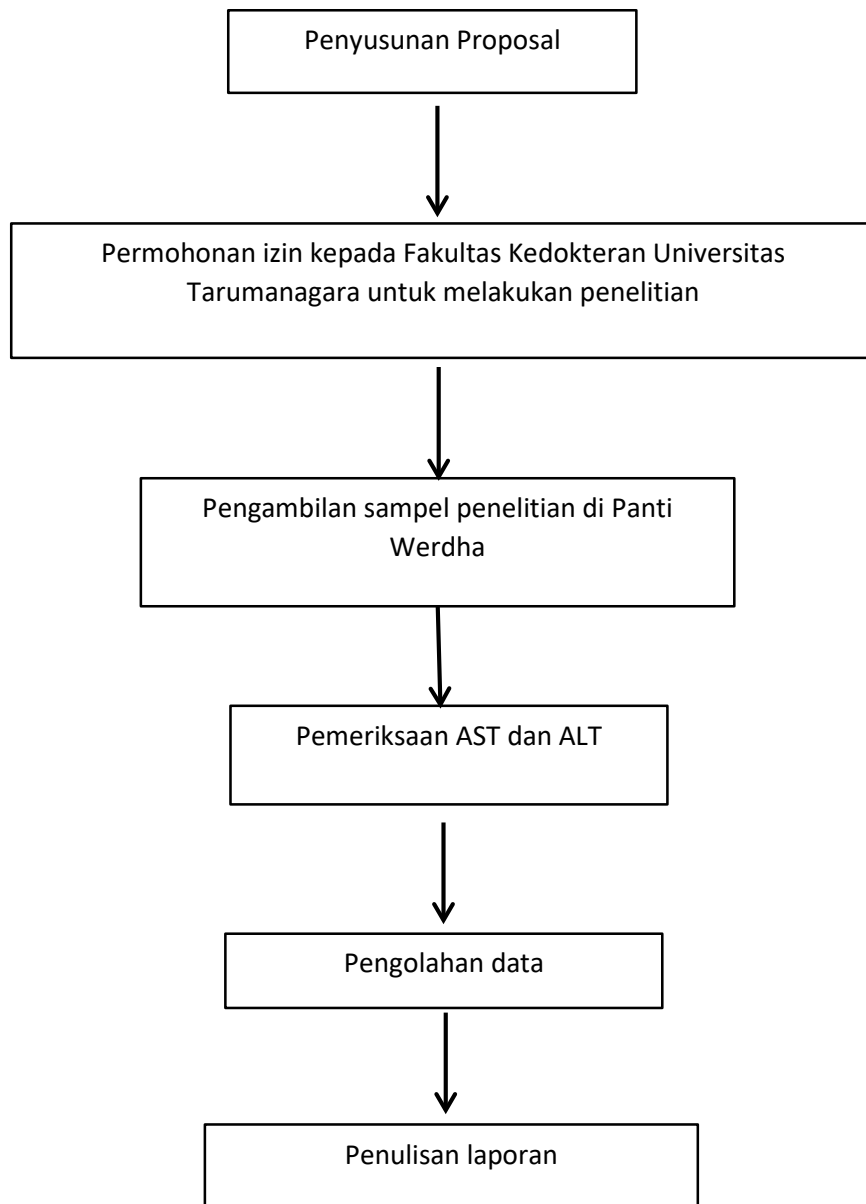 Penyusunan Proposal
Permohonan izin kepada Fakultas Kedokteran Universitas
Tarumanagara untuk melakukan penelitian
Pengambilan sampel penelitian di Panti
Werdha
Pemeriksaan AST dan ALT
Pengolahan data
Penulisan laporan